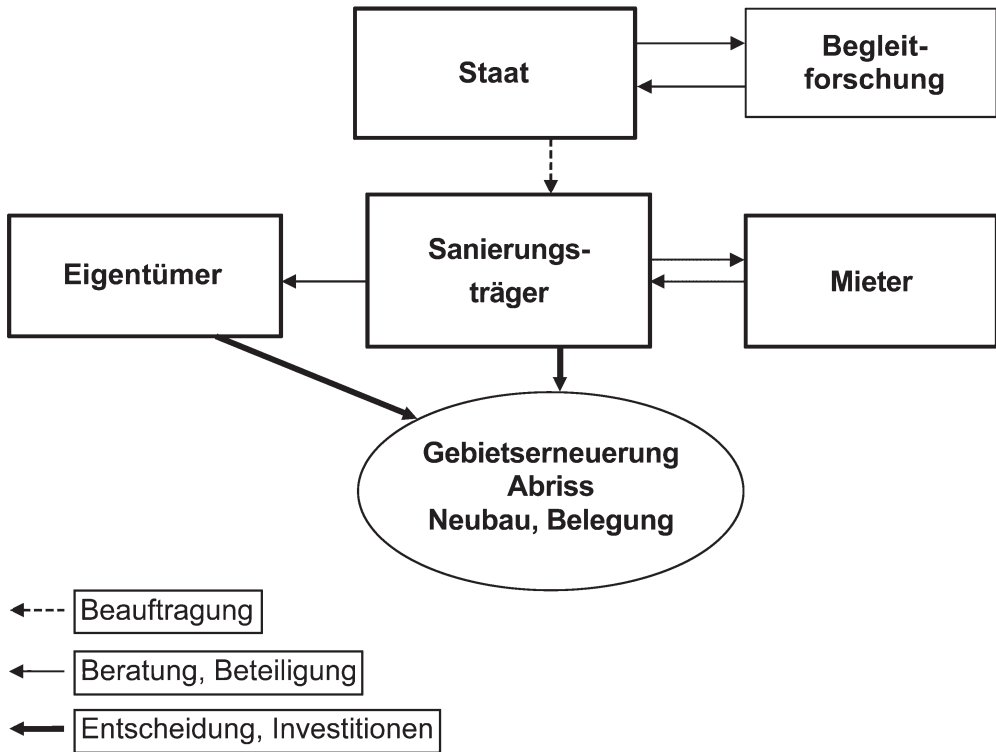 Staat
Begleit-
forschung
Eigentümer
Sanierungs-
träger
Mieter
Gebietserneuerung
Abriss
Neubau, Belegung
Beauftragung
Beratung, Beteiligung
Entscheidung, Investitionen